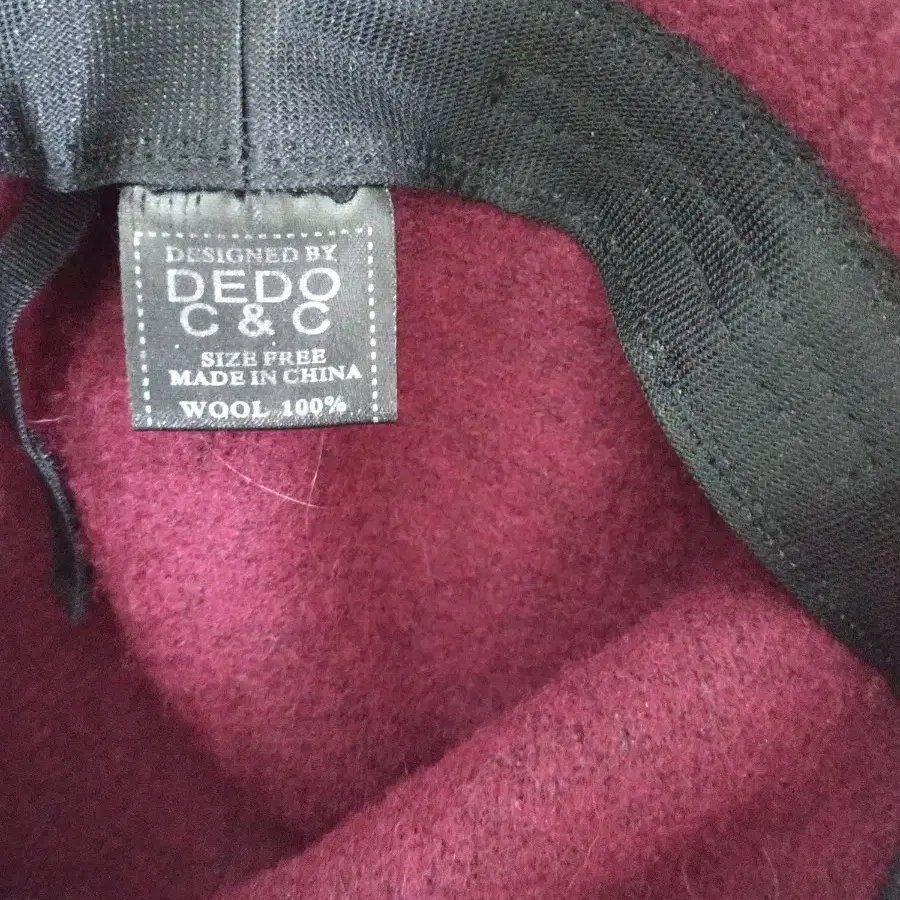 DESIGNED BY
DEDO
C & C
SIZE FREE
MADE IN CHINA
WOOL 100%